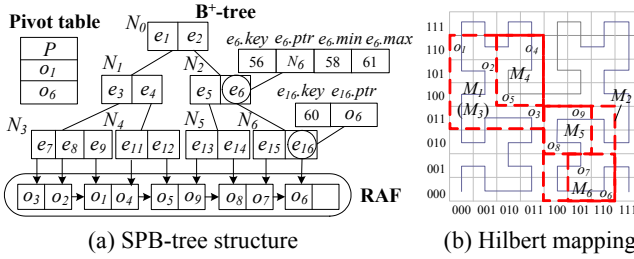 Pivot table
P
o1
o6
B+-tree
N0
e1 e2
N1
e3 e4
N2
e5 e6
e6.key e6.ptr e6.min e6.max
56 N6 58 61
e16.key e16.ptr
60 o6
N3
e7 e8 e9
N4
e11 e12
N5
e13 e14
N6
e15 e16
o3 o2 o1 o4 o5 o9 o8 o7 o6
RAF
(a) SPB-tree structure
111
110
101
100
011
010
001
000
o1
o4
o2
M4
M1
(M3)
o5
o3
o9
M2
M5
o8
o7
M6
o6
000 001 010 011 100 101 110 111
(b) Hilbert mapping